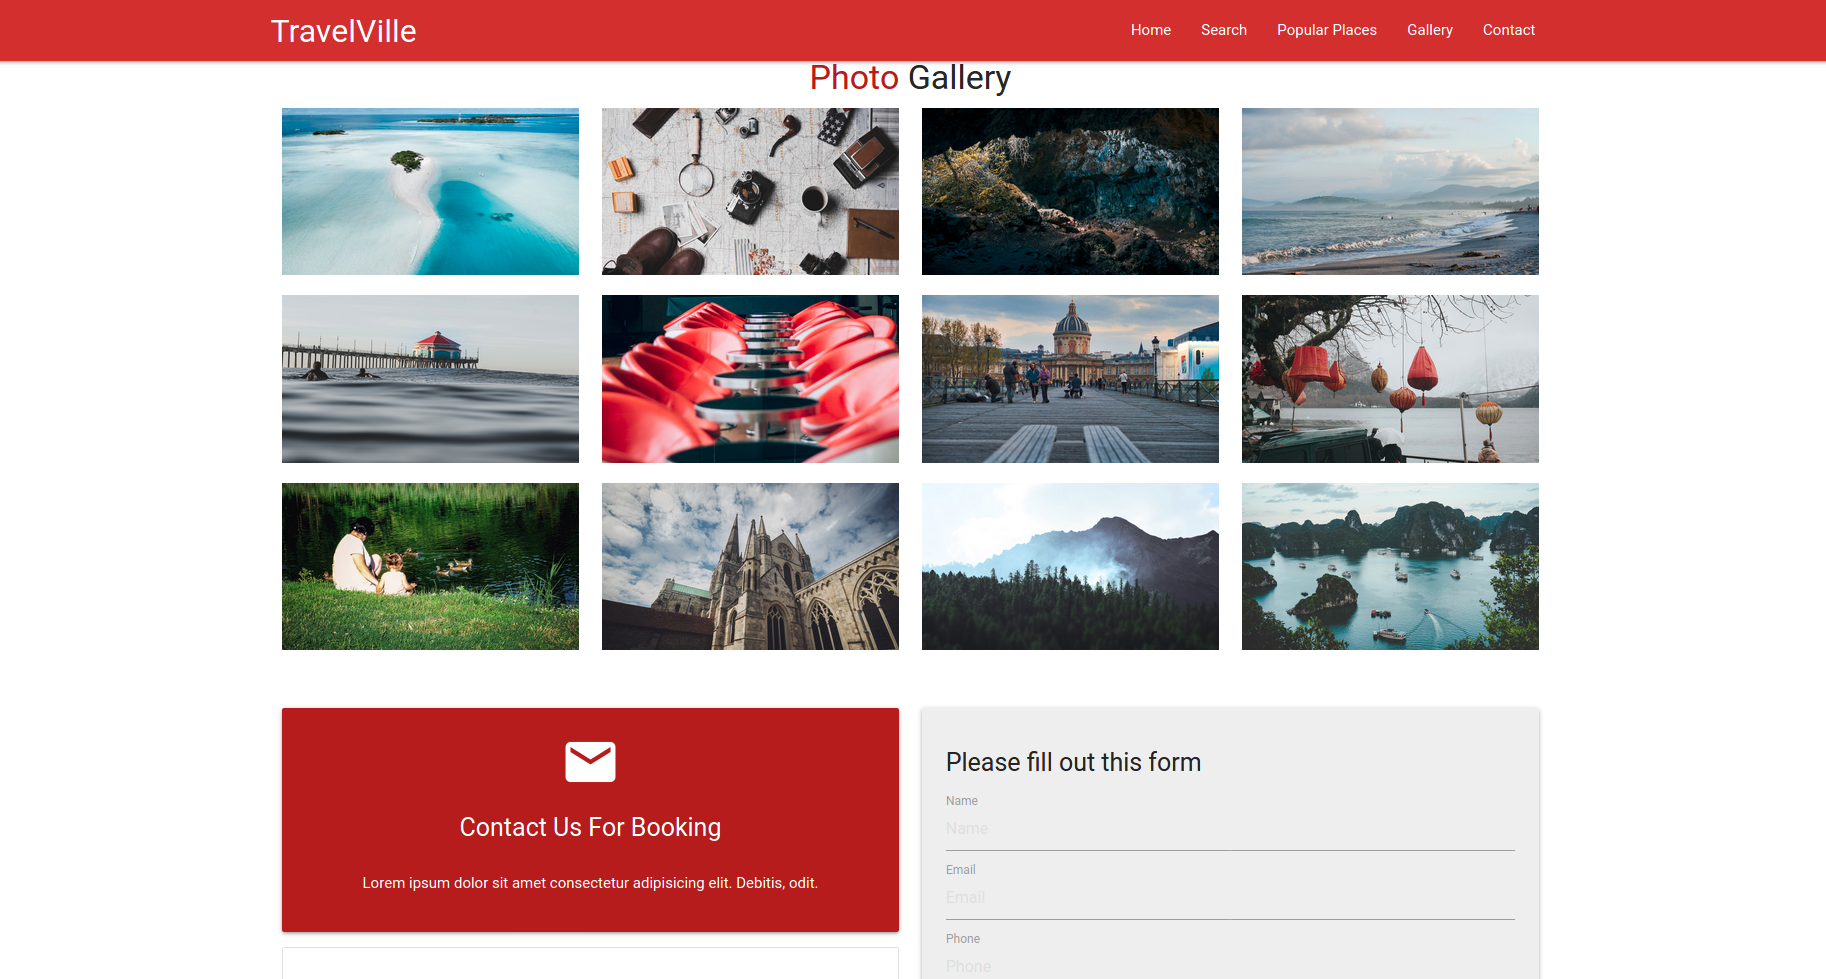 TravelVille
Home Search Popular Places Gallery Contact
Photo Gallery
Contact Us For Booking
Lorem ipsum dolor sit amet consectetur adipisicing elit. Debitis, odit.
Please fill out this form
Name
Name
Email
Email
Phone
Phone